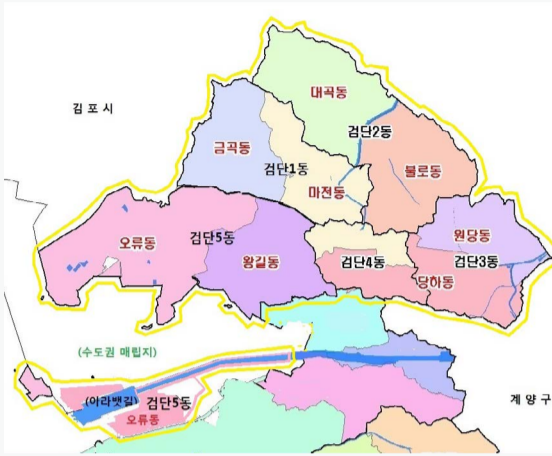 대곡동
김포시
검단2동
금곡동
검단1동
불로동
마전동
오류동
검단5동
원당동
왕길동
검단4동
검단3동
당하동
(수도권 매립지)
(아라뱃길)
검단5동
오류동
계양구